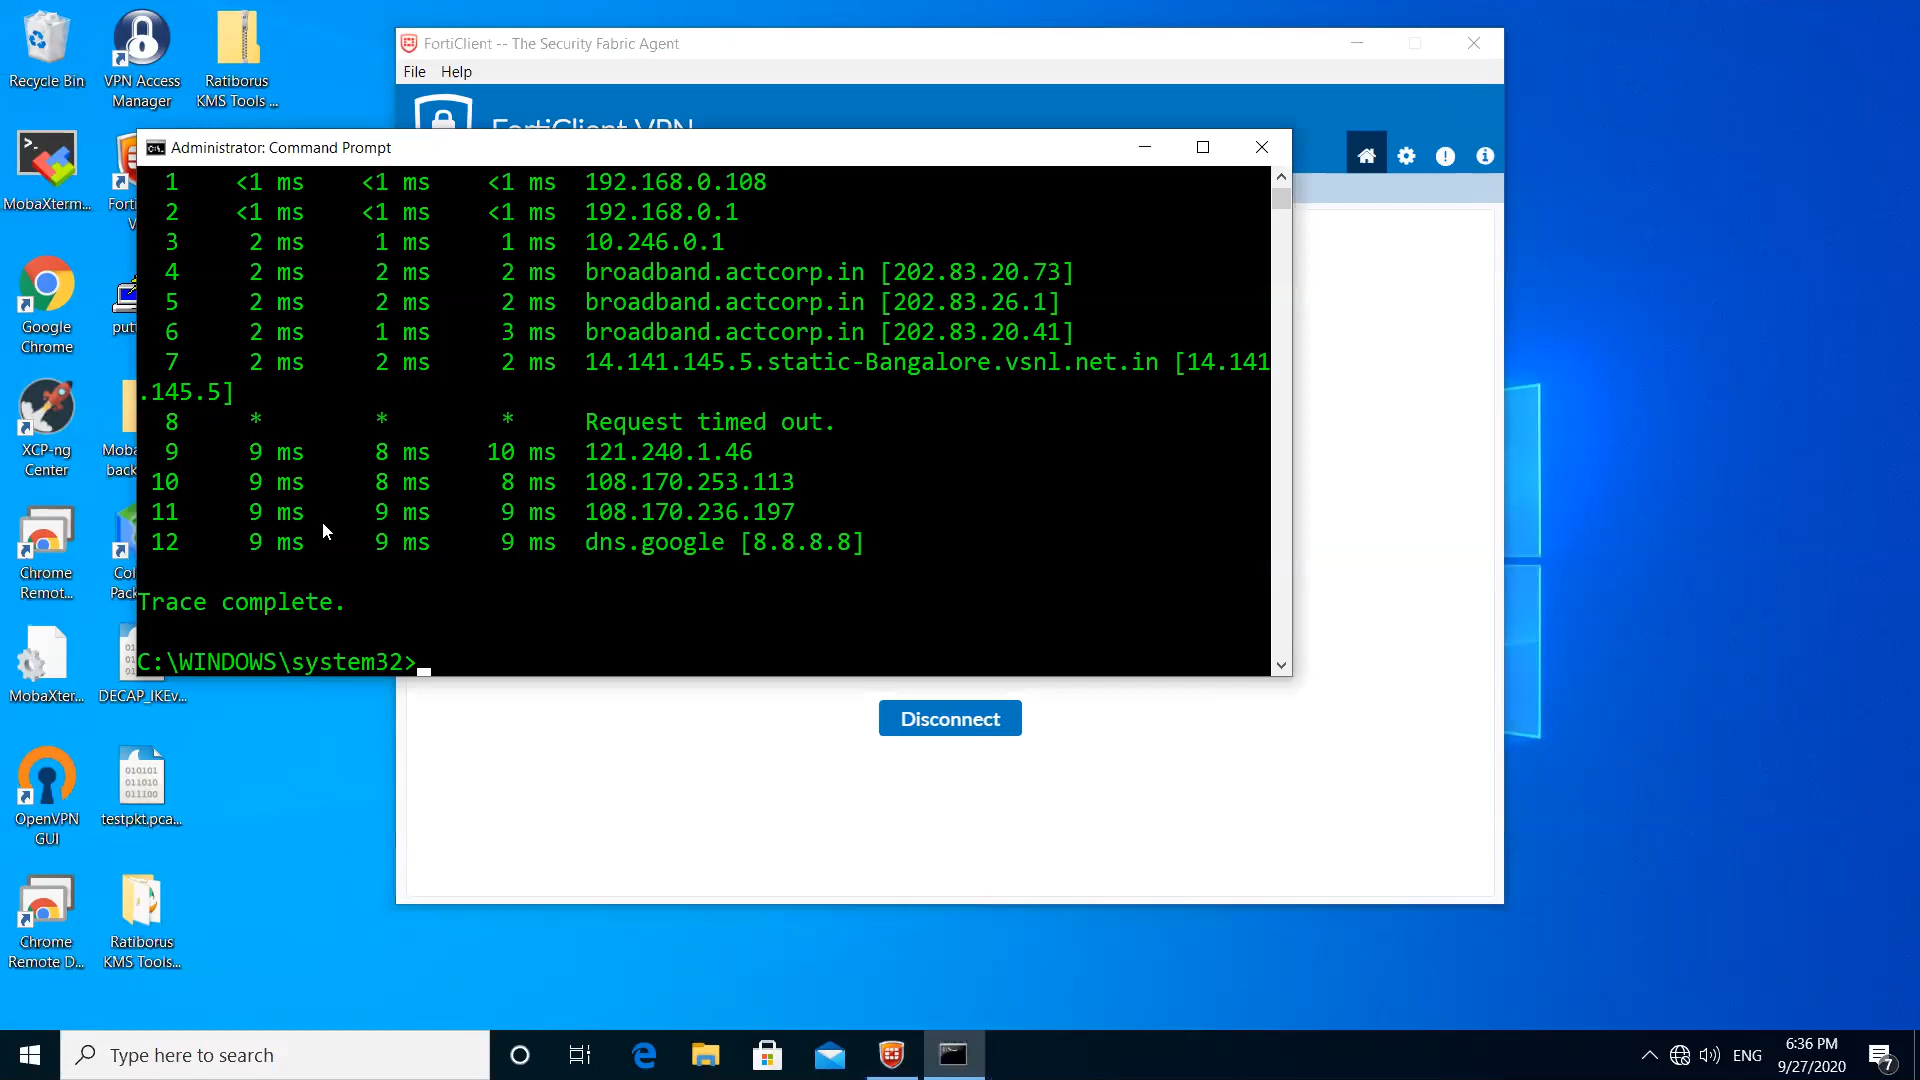 Recycle Bin
VPN Access
Manager
Ratiborus
KMS Tools ...
FortiClient -- The Security Fabric Agent
File Help
FortiClient VPN
Administrator: Command Prompt
1 <1 ms <1 ms <1 ms 192.168.0.108
2 <1 ms <1 ms <1 ms 192.168.0.1
3 2 ms 1 ms 1 ms 10.246.0.1
4 2 ms 2 ms 2 ms broadband.actcorp.in [202.83.20.73]
5 2 ms 2 ms 2 ms broadband.actcorp.in [202.83.26.1]
6 2 ms 1 ms 3 ms broadband.actcorp.in [202.83.20.41]
7 2 ms 2 ms 2 ms 14.141.145.5.static-Bangalore.vsnl.net.in [14.141
.145.5]
8 * * * Request timed out.
9 9 ms 8 ms 10 ms 121.240.1.46
10 9 ms 8 ms 8 ms 108.170.253.113
11 9 ms 9 ms 9 ms 108.170.236.197
12 9 ms 9 ms 9 ms dns.google [8.8.8.8]
Trace complete.
C:\WINDOWS\system32>
Disconnect
MobaXterm...
Forti
V
Google
Chrome
put
XCP-ng
Center
Moba
back
Chrome
Remot...
Col
Pack
MobaXter...
DECAP_IKEv...
OpenVPN
GUI
testpkt.pca...
Chrome
Remote D...
Ratiborus
KMS Tools...
Type here to search
ENG
6:36 PM
9/27/2020
7